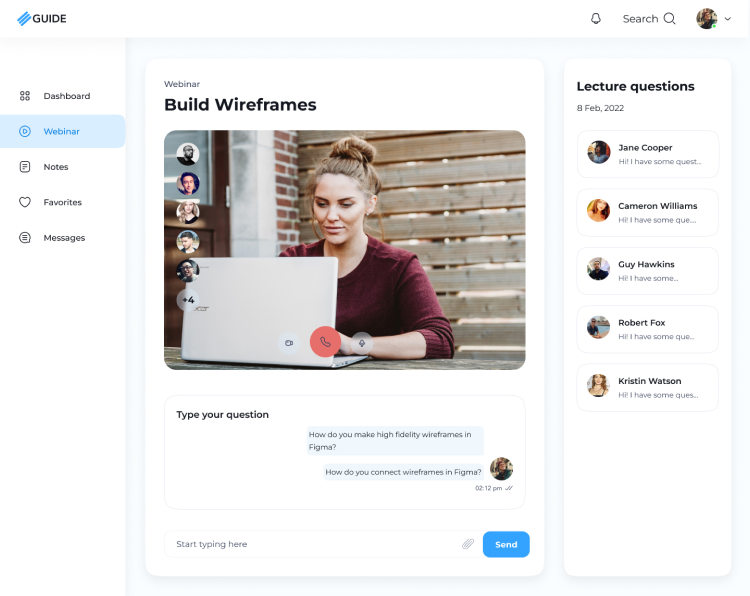 GUIDE
Search
Dashboard
Webinar
Notes
Favorites
Messages
Webinar
Build Wireframes
+4
acer
Type your question
How do you make high fidelity wireframes in
Figma?
How do you connect wireframes in Figma?
02:12 pm
Start typing here
Send
Lecture questions
8 Feb, 2022
Jane Cooper
Hi! I have some quest...
Cameron Williams
Hi! I have some que...
Guy Hawkins
Hi! I have some...
Robert Fox
Hi! I have some que...
Kristin Watson
Hi! I have some ques...